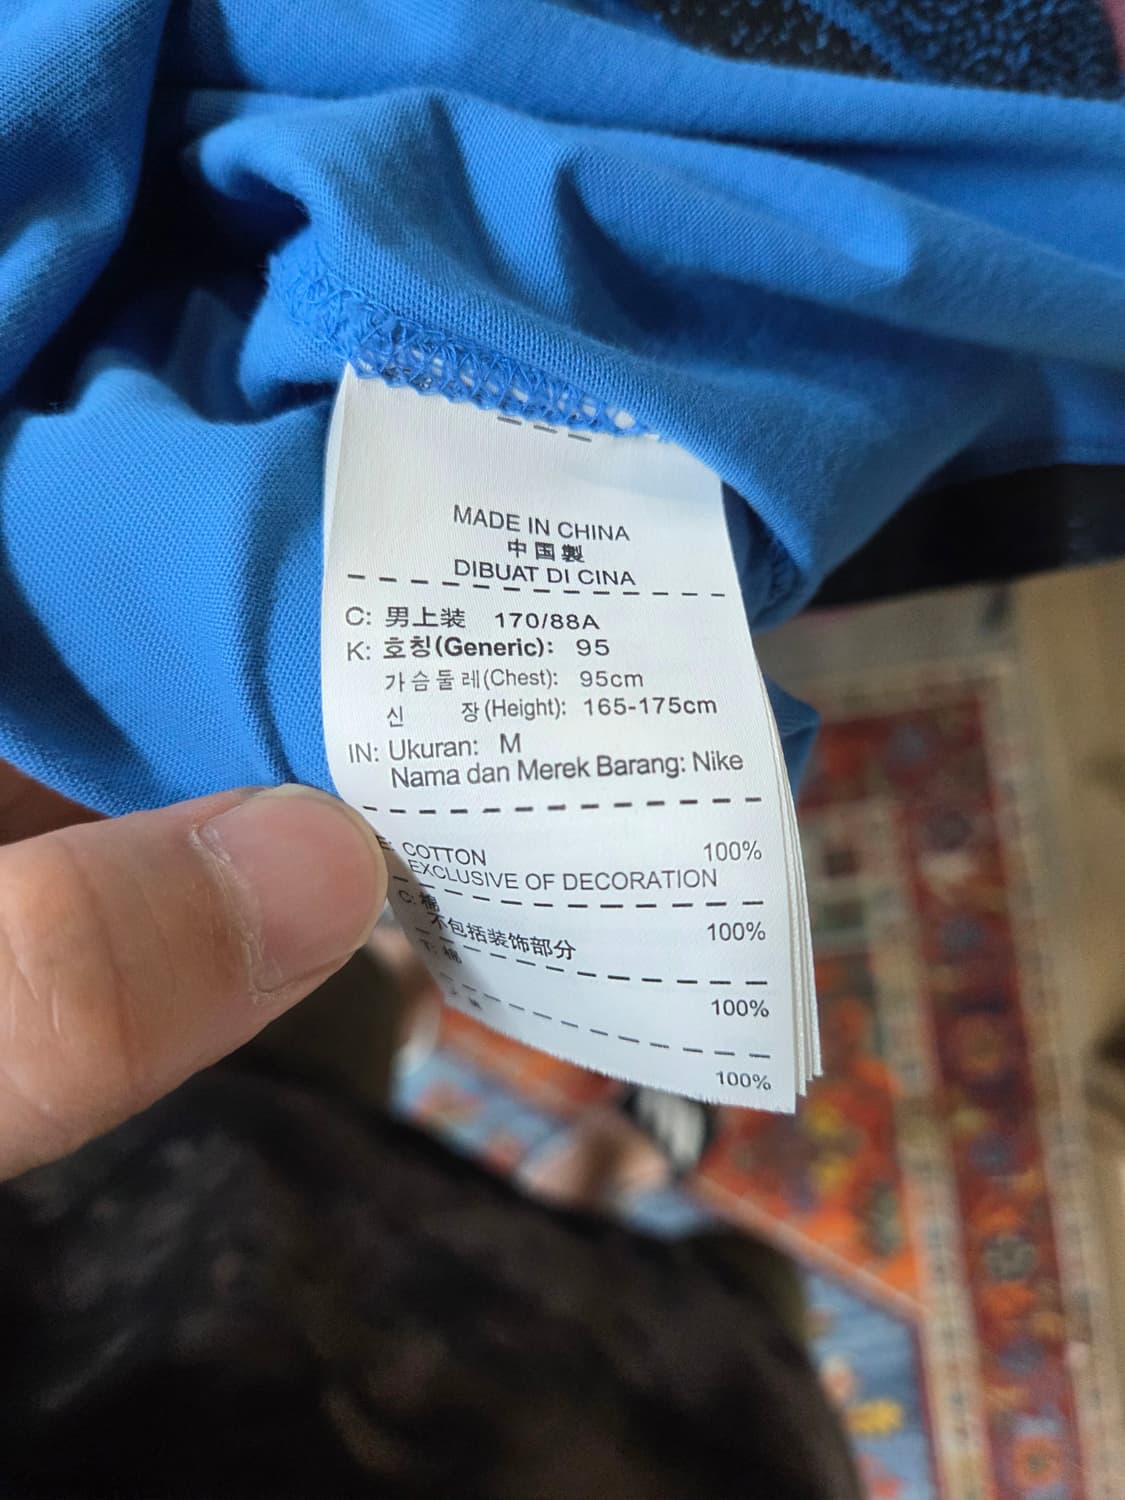 MADE IN CHINA
中国製
DIBUAT DI CINA
C: 男上装 170/88A
K: 호칭(Generic): 95
가슴둘레(Chest): 95cm
신 장(Height): 165-175cm
IN: Ukuran: M
Nama dan Merek Barang: Nike
COTTON 100%
EXCLUSIVE OF DECORATION
C: 棉 100%
不包括装饰部分
T: 棉 100%
100%